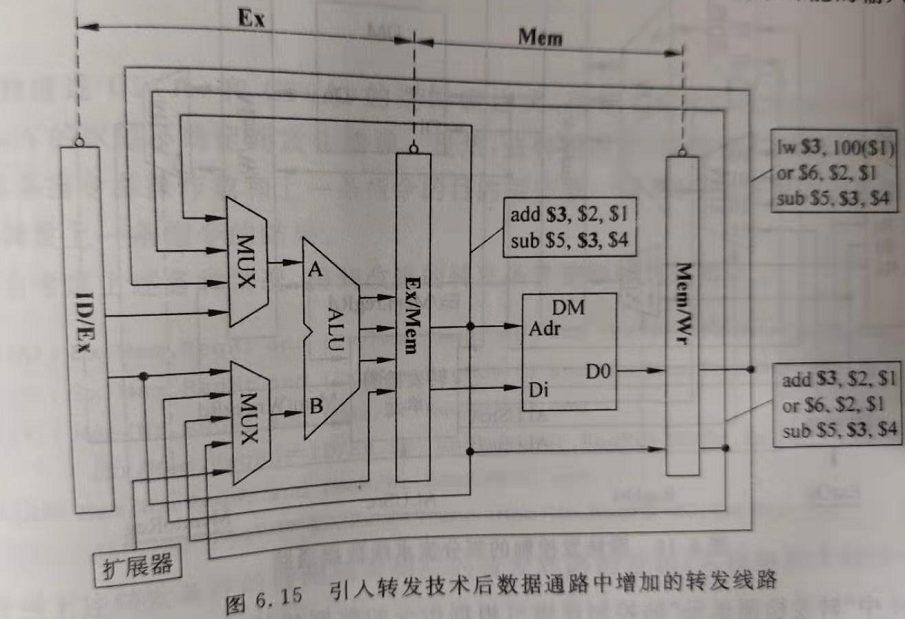 Ex
Mem
lw $3, 100($1)
or $6, $2, $1
sub $5, $3, $4
add $3, $2, $1
sub $5, $3, $4
MUX
A
ALU
B
MUX
ID/Ex
Ex/Mem
Mem/Wr
DM
Adr
D0
Di
add $3, $2, $1
or $6, $2, $1
sub $5, $3, $4
扩展器
图 6.15 引入转发技术后数据通路中增加的转发线路